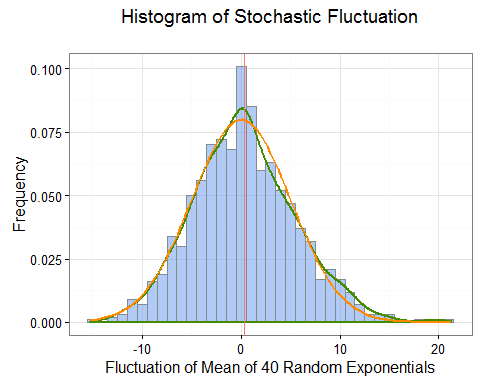 Histogram of Stochastic Fluctuation
0.100
0.075
0.050
0.025
0.000
Frequency
-10 0 10 20
Fluctuation of Mean of 40 Random Exponentials